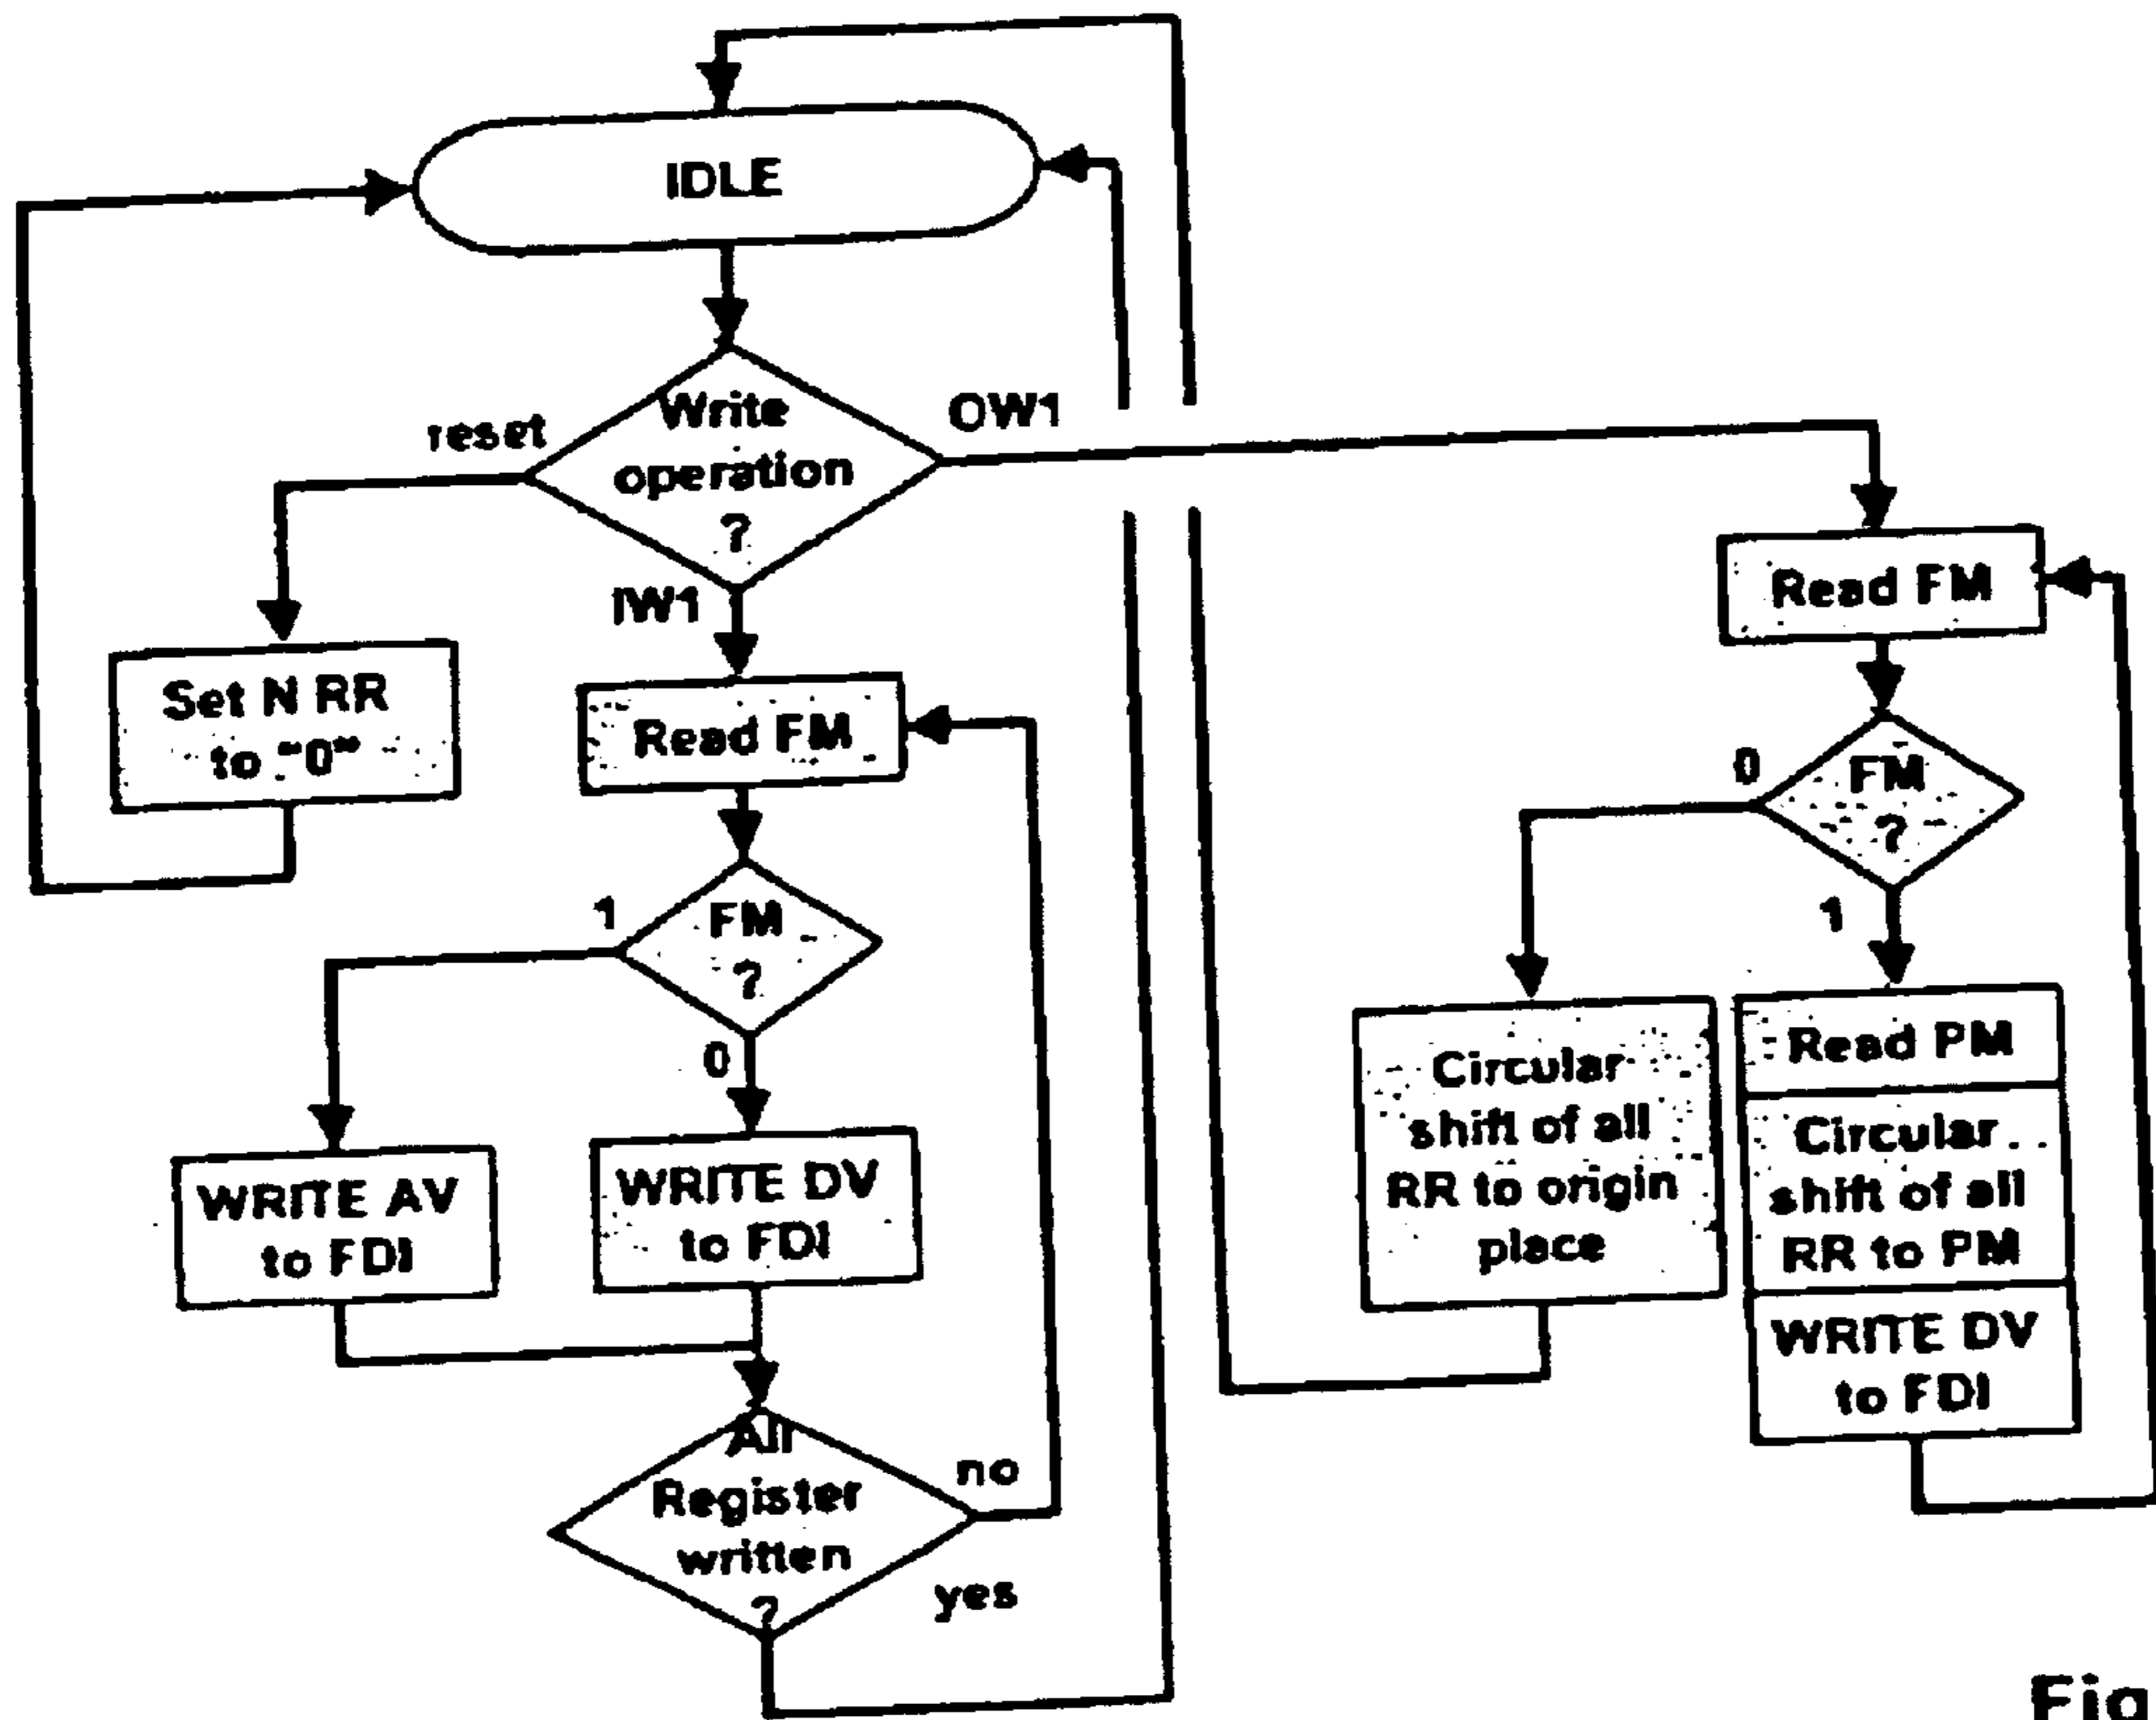 IDLE
Write
operation
?
reset
OW1
IW1
Set N RR
to "0"
Read FM
FM
?
1
0
WRITE AV
to FDI
WRITE DV
to FDI
All
Register
written
?
no
yes
Read FM
FM
?
0
1
Circular
shift of all
RR to origin
place
Read PM
Circular
shift of all
RR to PM
WRITE DV
to FDI
Fig